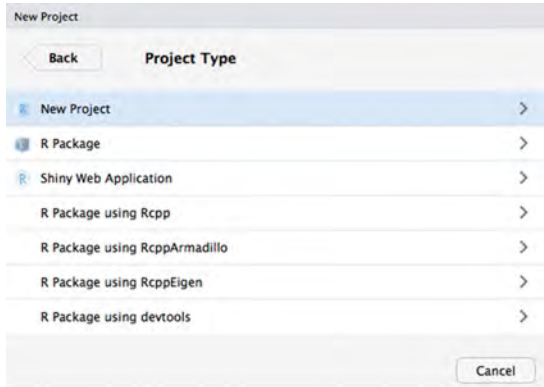 New Project
Back Project Type
New Project
R Package
R Shiny Web Application
R Package using Rcpp
R Package using RcppArmadillo
R Package using RcppEigen
R Package using devtools
Cancel